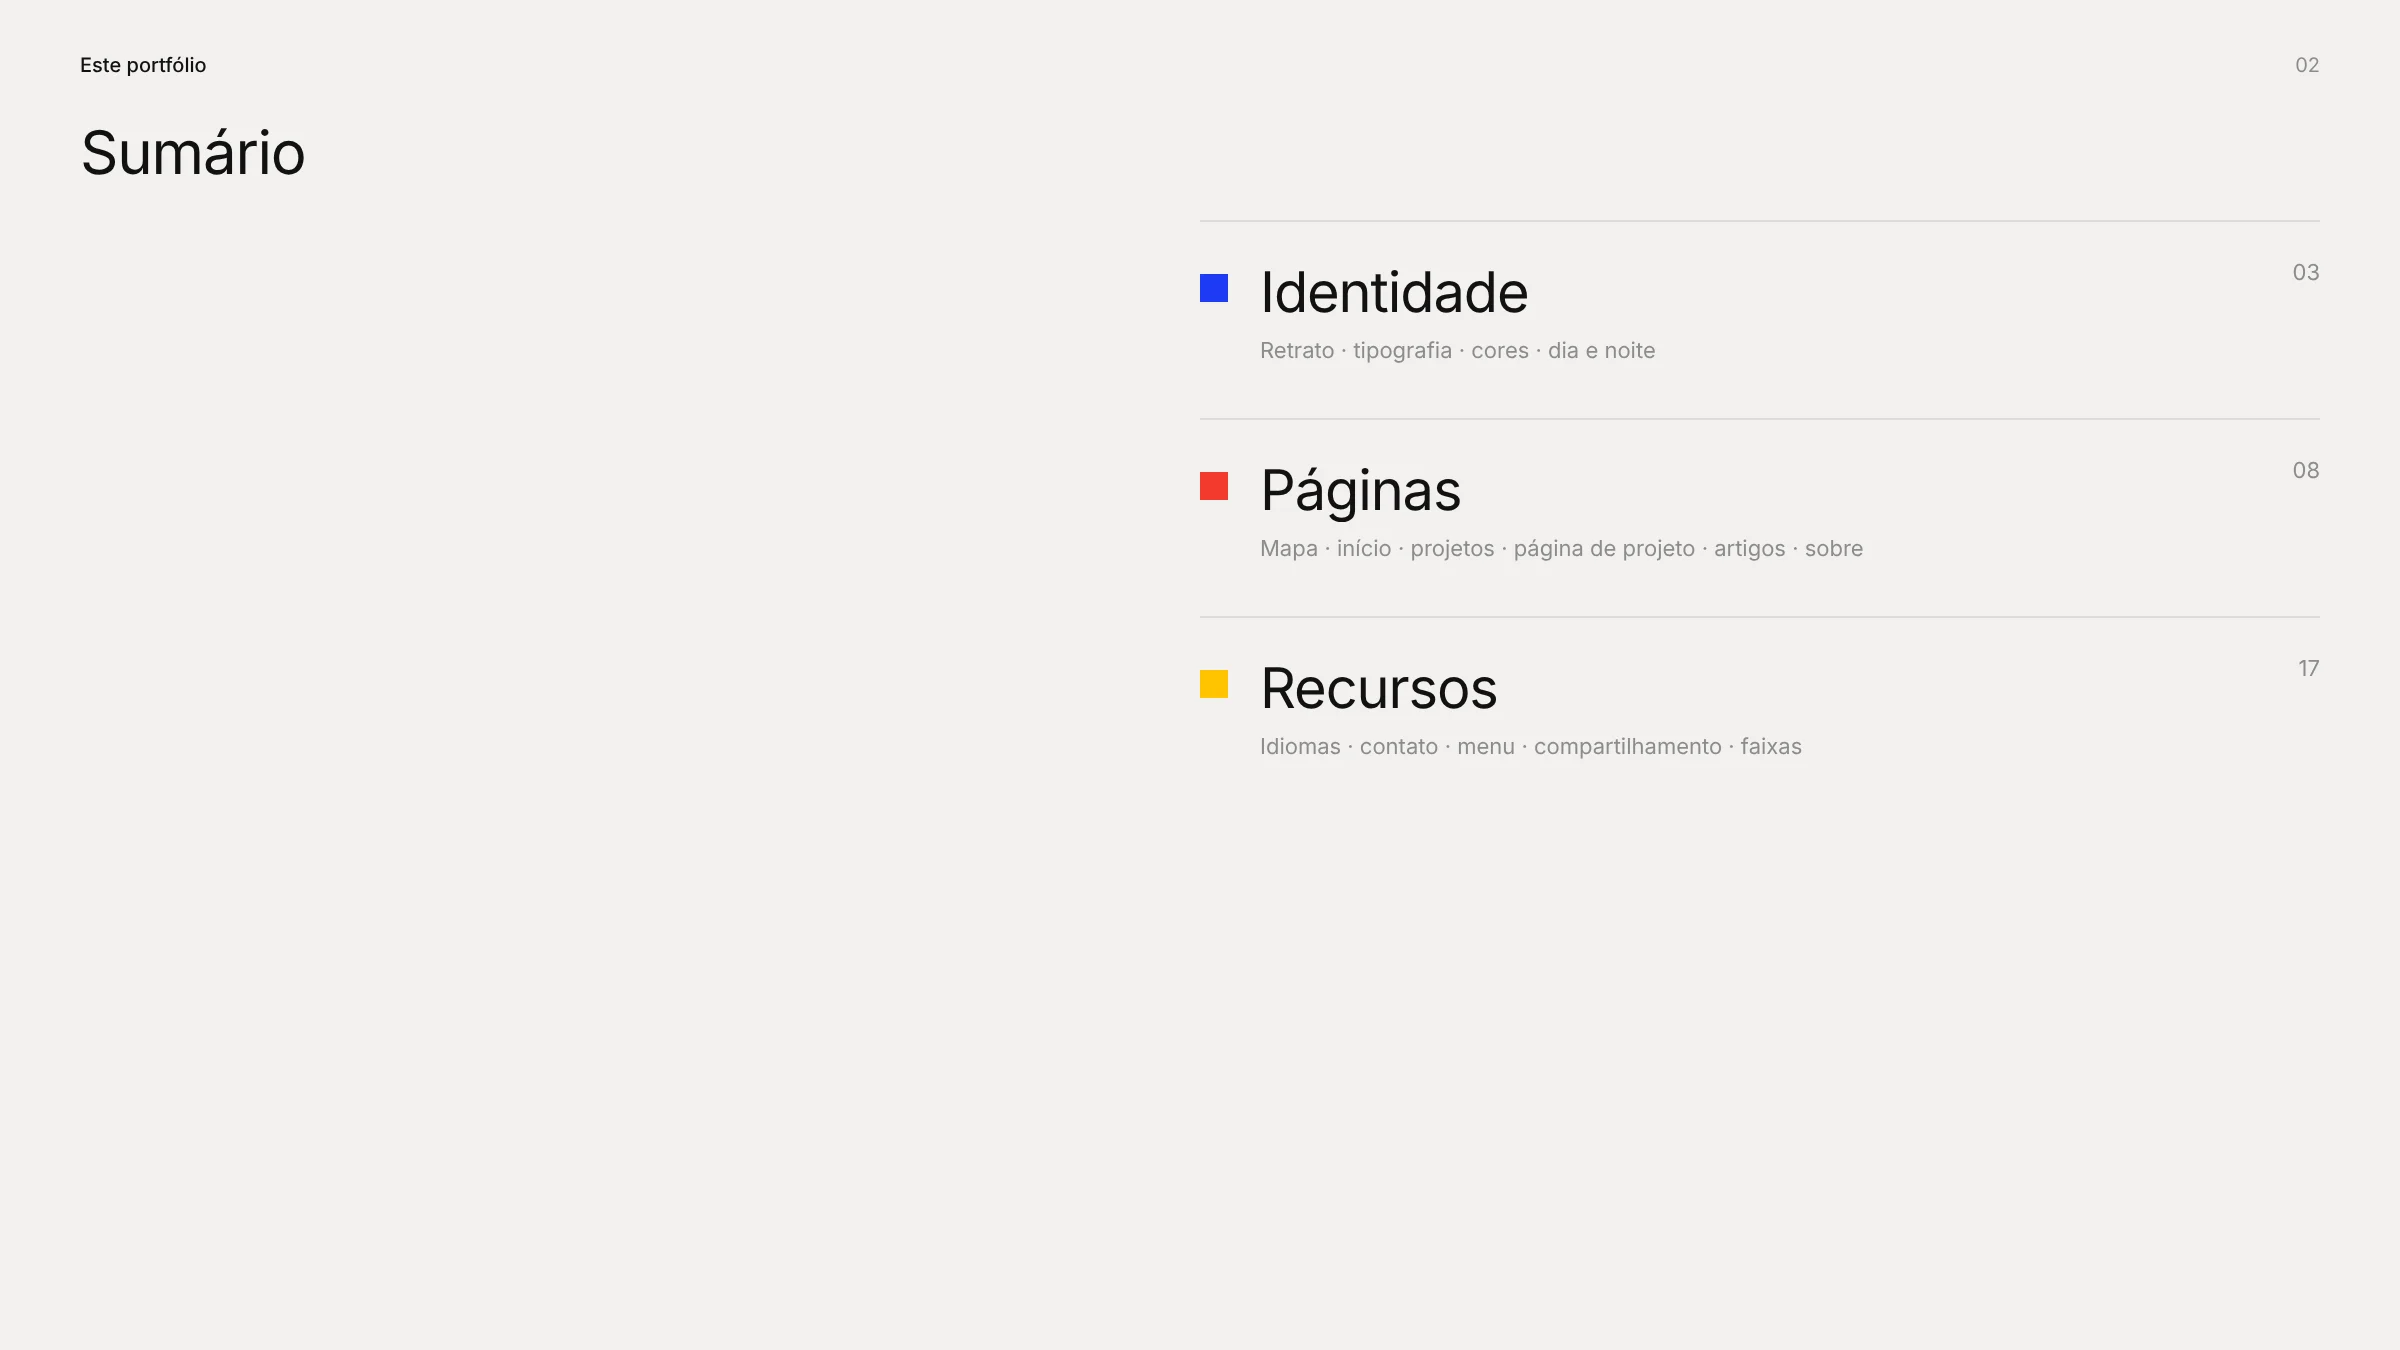 Este portfólio
02
Sumário
Identidade
03
Retrato · tipografia · cores · dia e noite
Páginas
08
Mapa · início · projetos · página de projeto · artigos · sobre
Recursos
17
Idiomas · contato · menu · compartilhamento · faixas